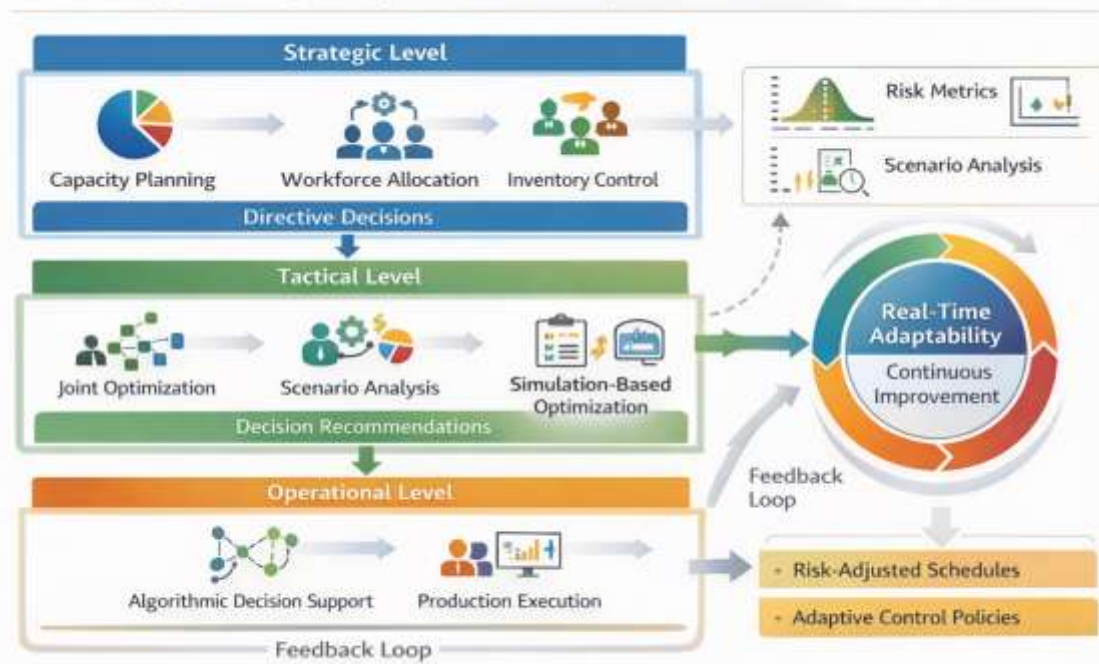 Strategic Level
Capacity Planning
Workforce Allocation
Inventory Control
Directive Decisions
Risk Metrics
Scenario Analysis
Tactical Level
Joint Optimization
Scenario Analysis
Simulation-Based
Optimization
Decision Recommendations
Real-Time
Adaptability
Continuous
Improvement
Operational Level
Algorithmic Decision Support
Production Execution
Feedback Loop
Feedback
Loop
• Risk-Adjusted Schedules
• Adaptive Control Policies